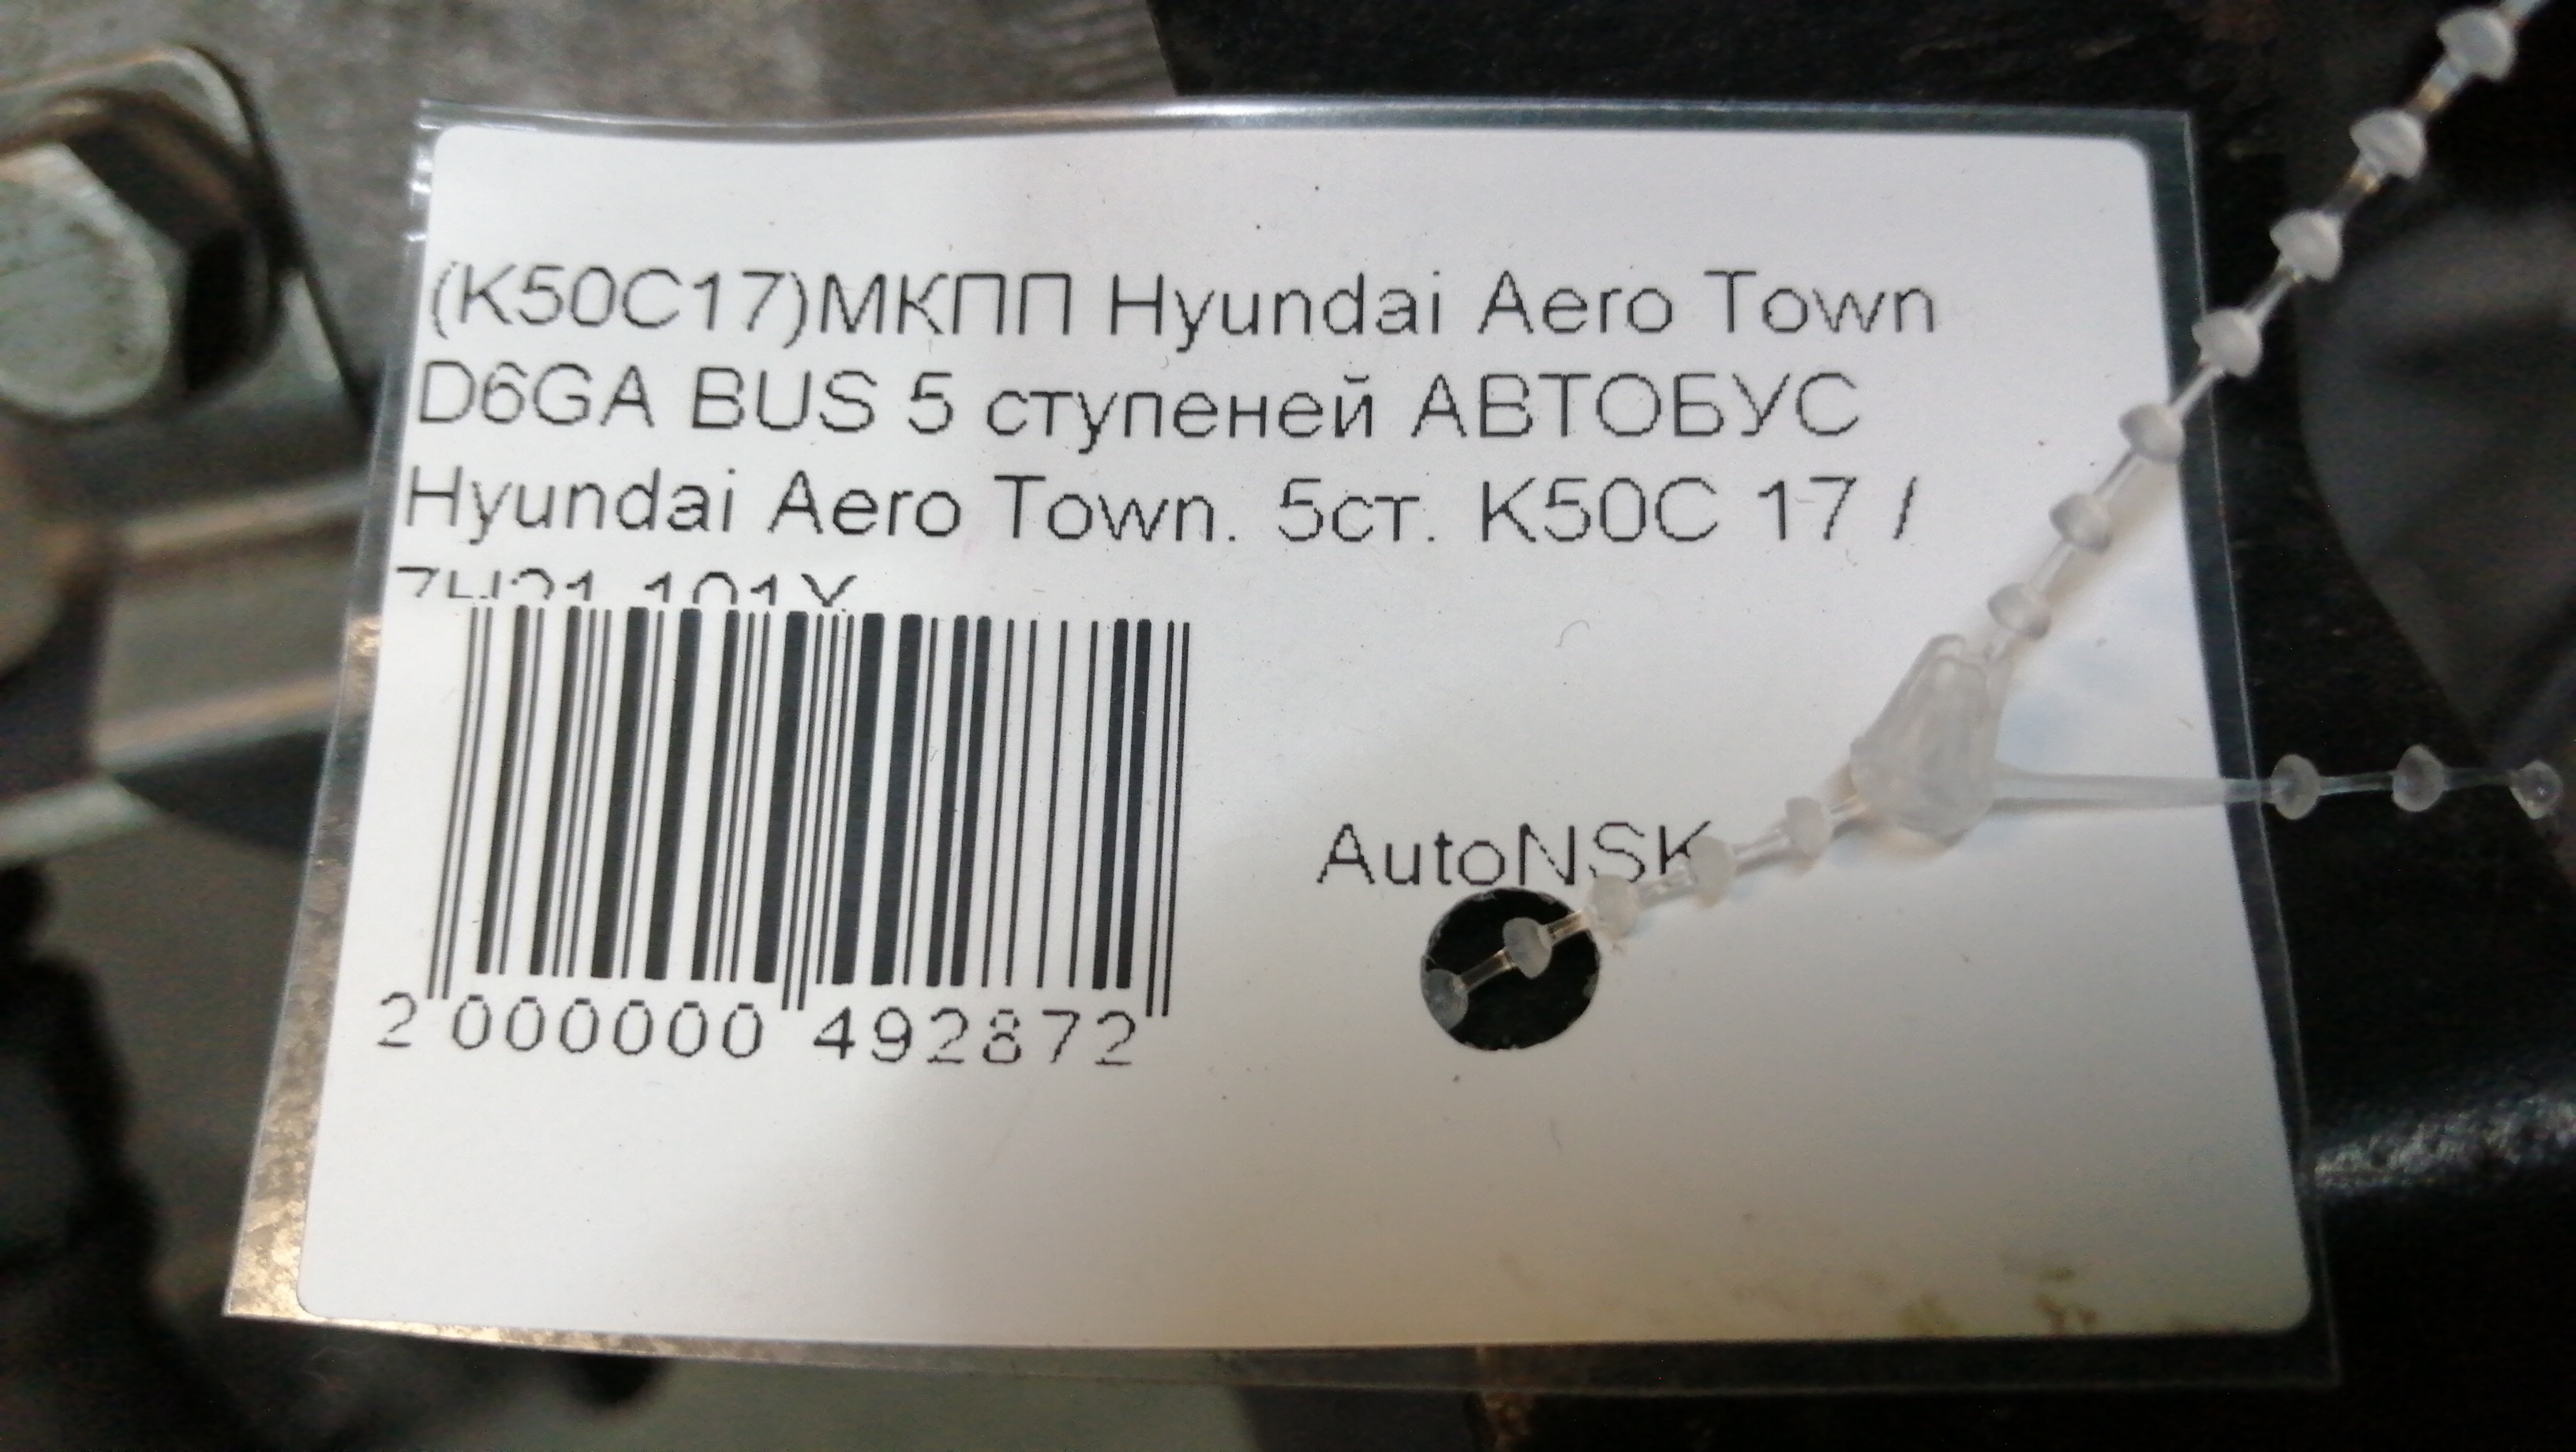 (K50C17)МКПП Hyundai Aero Town
D6GA BUS 5 ступеней АВТОБУС
Hyundai Aero Town. 5ст. K50C 17 /
2 000000 492872
AutoNSK